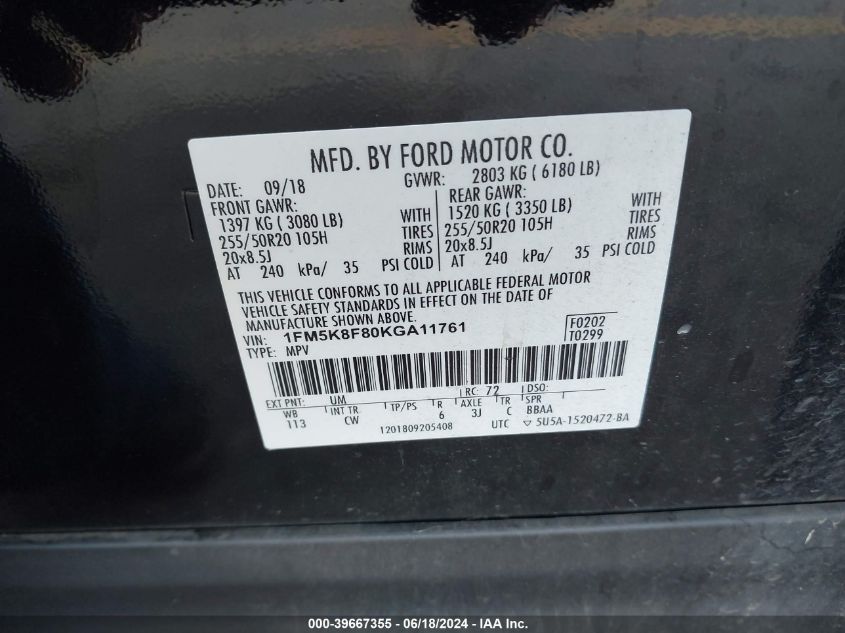 MFD. BY FORD MOTOR CO.
DATE: 09/18 GVWR: 2803 KG ( 6180 LB)
FRONT GAWR: REAR GAWR:
1397 KG ( 3080 LB) WITH 1520 KG ( 3350 LB) WITH
255/50R20 105H TIRES 255/50R20 105H TIRES
20x8.5J RIMS 20x8.5J RIMS
AT 240 kPa/ 35 PSI COLD AT 240 kPa/ 35 PSI COLD
THIS VEHICLE CONFORMS TO ALL APPLICABLE FEDERAL MOTOR
VEHICLE SAFETY STANDARDS IN EFFECT ON THE DATE OF
MANUFACTURE SHOWN ABOVE.
VIN: 1FM5K8F80KGA11761 F0202
TYPE: MPV T0299
EXT PNT: UM RC: 72 DSO:
WB INT TR. TP/PS R AXLE TR SPR
113 CW 6 3J C BBAA
1201809205408 UTC ▽ 5U5A-1520472-BA
000-39667355 - 06/18/2024 - IAAI.com